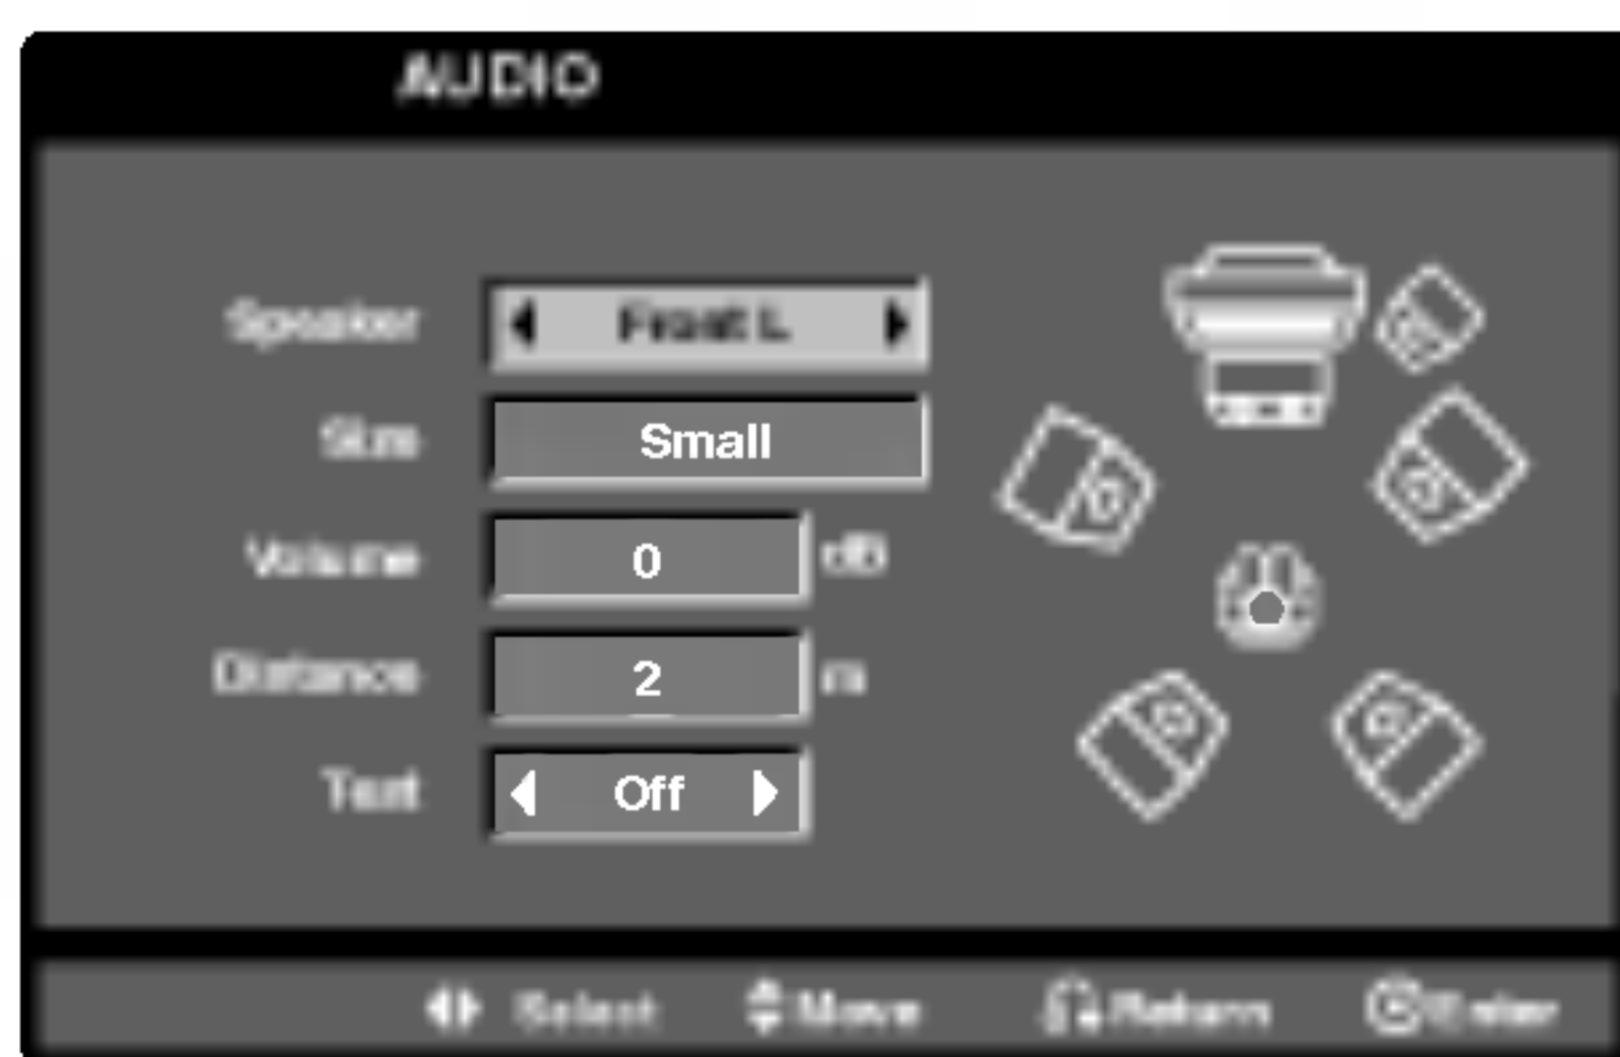 AUDIO
Speaker Front L
Size Small
Volume 0 dB
Distance 2 m
Test Off
Select Move Return Enter